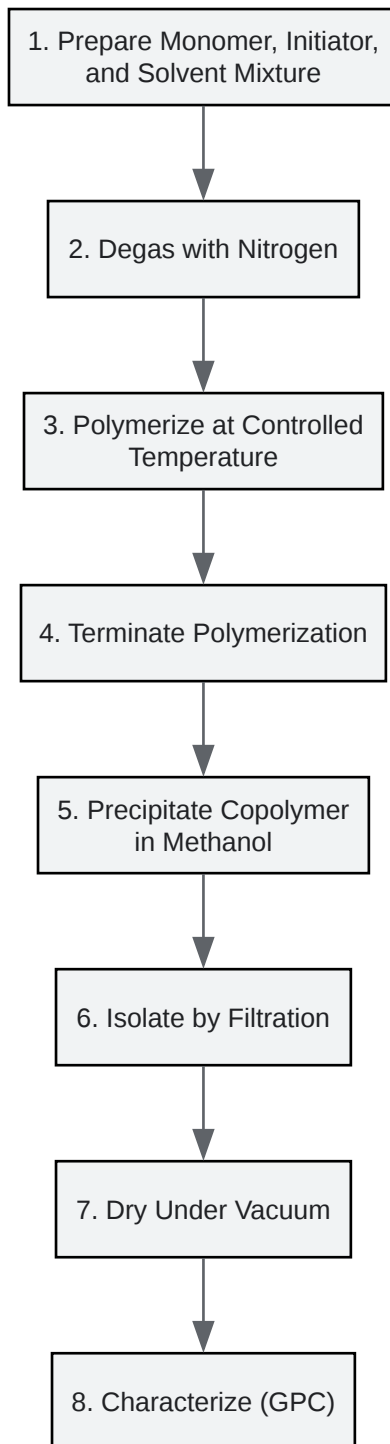 1. Prepare Monomer, Initiator,
and Solvent Mixture
2. Degas with Nitrogen
3. Polymerize at Controlled
Temperature
4. Terminate Polymerization
5. Precipitate Copolymer
in Methanol
6. Isolate by Filtration
7. Dry Under Vacuum
8. Characterize (GPC)